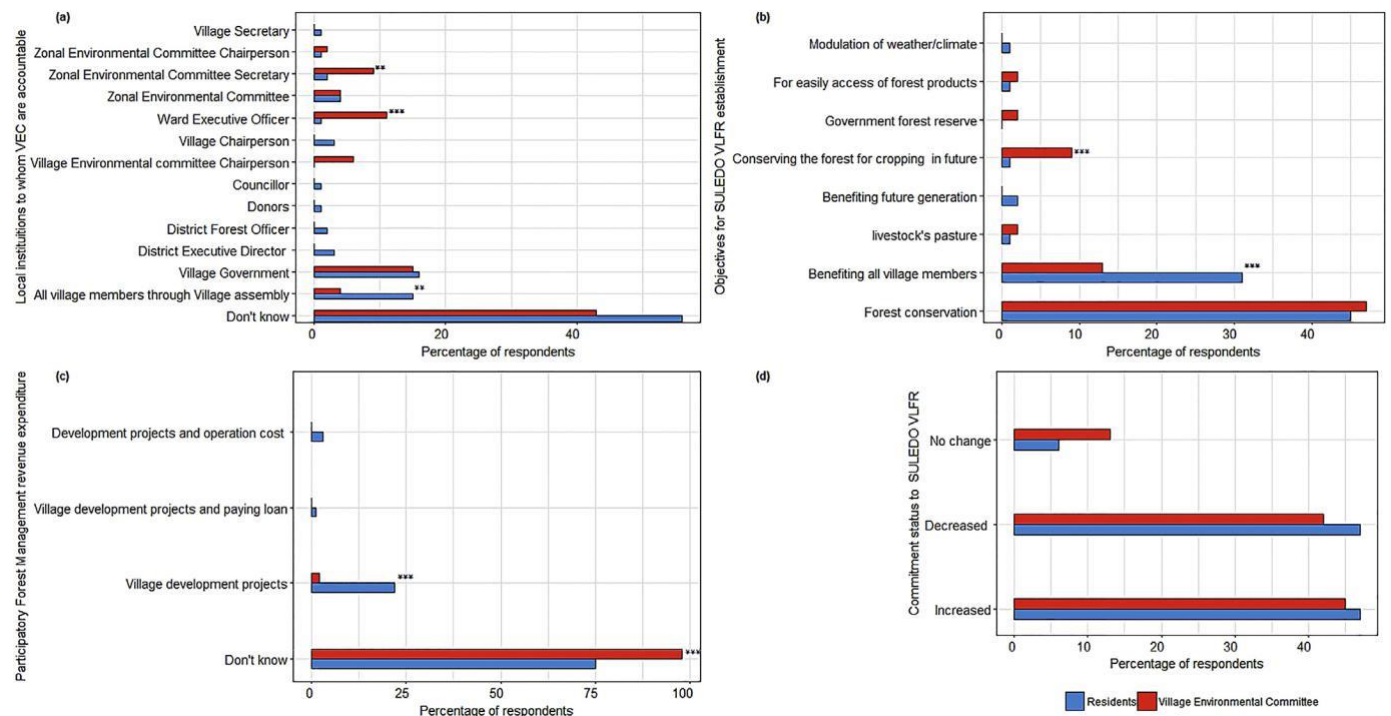 (a)
Local instituitions to whom VEC are accountable
Village Secretary
Zonal Environmental Committee Chairperson
Zonal Environmental Committee Secretary
**
Zonal Environmental Committee
Ward Executive Officer
***
Village Chairperson
Village Environmental committee Chairperson
Councillor
Donors
District Forest Officer
District Executive Director
Village Government
All village members through Village assembly
**
Don't know
0 20 40
Percentage of respondents
(b)
Objectives for SULEDO VLFR establishment
Modulation of weather/climate
For easily access of forest products
Government forest reserve
Conserving the forest for cropping in future
***
Benefiting future generation
livestock's pasture
Benefiting all village members
***
Forest conservation
0 10 20 30 40
Percentage of respondents
(c)
Participatory Forest Management revenue expenditure
Development projects and operation cost
Village development projects and paying loan
Village development projects
***
Don't know
***
0 25 50 75 100
Percentage of respondents
(d)
Commitment status to SULEDO VLFR
No change
Decreased
Increased
0 10 20 30 40
Percentage of respondents
Residents Village Environmental Committee